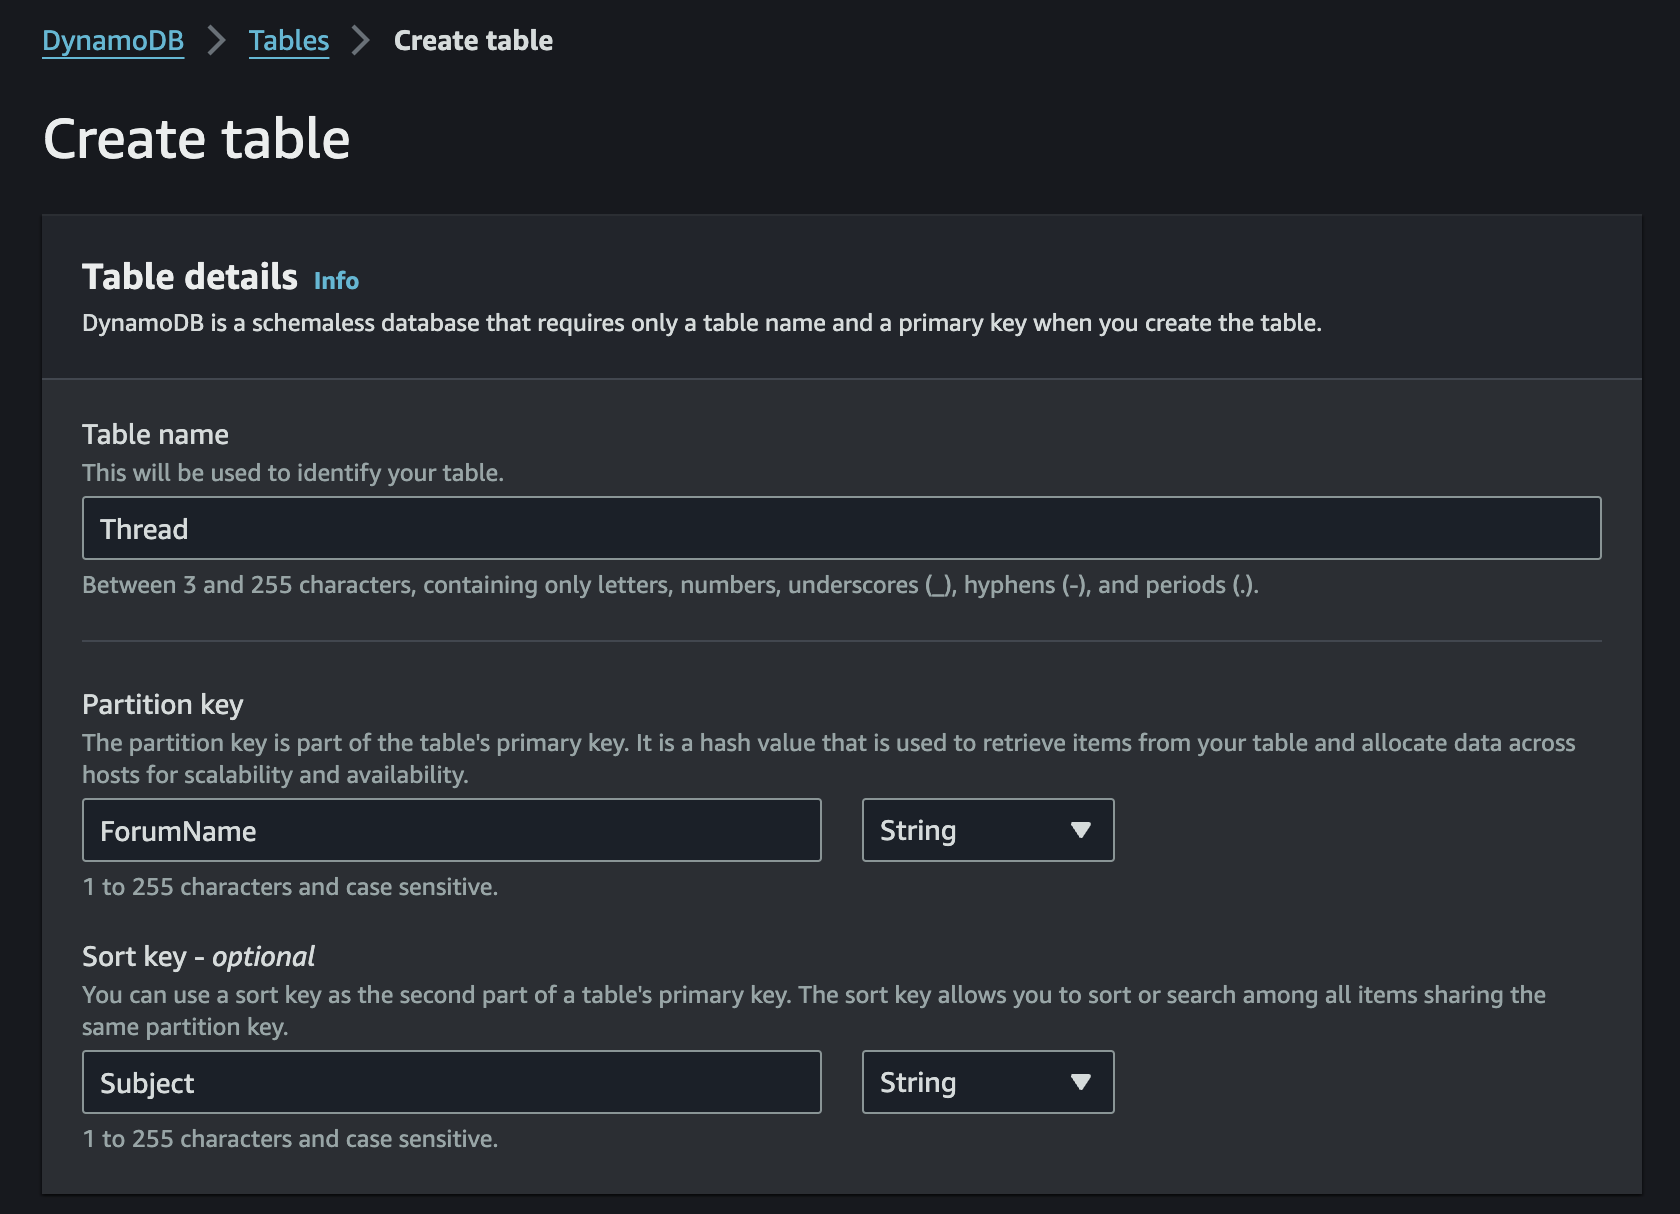 DynamoDB > Tables > Create table
Create table
Table details Info
DynamoDB is a schemaless database that requires only a table name and a primary key when you create the table.
Table name
This will be used to identify your table.
Thread
Between 3 and 255 characters, containing only letters, numbers, underscores (_), hyphens (-), and periods (.).
Partition key
The partition key is part of the table's primary key. It is a hash value that is used to retrieve items from your table and allocate data across
hosts for scalability and availability.
ForumName String
1 to 255 characters and case sensitive.
Sort key - optional
You can use a sort key as the second part of a table's primary key. The sort key allows you to sort or search among all items sharing the
same partition key.
Subject String
1 to 255 characters and case sensitive.